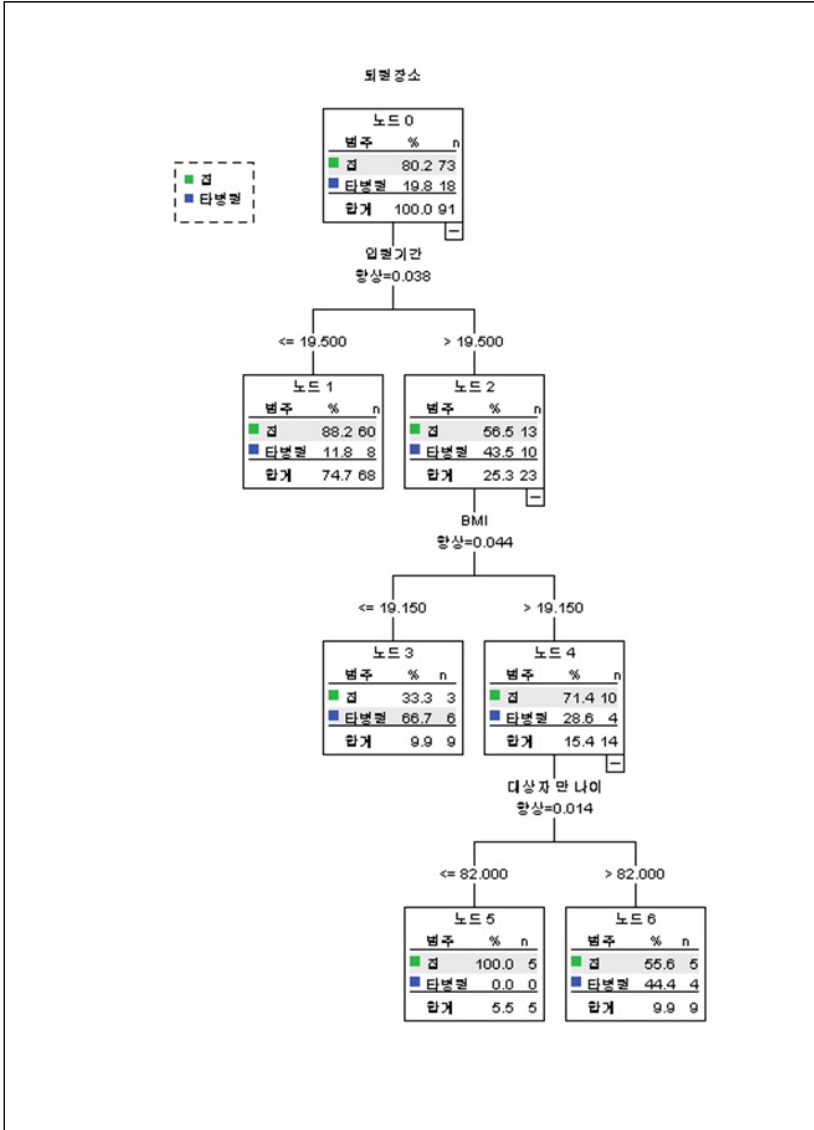 퇴원장소
집
타병원
노드 0
범주 % n
집 80.2 73
타병원 19.8 18
합계 100.0 91
입원기간
향상=0.038
<= 19.500 > 19.500
노드 1
범주 % n
집 88.2 60
타병원 11.8 8
합계 74.7 68
노드 2
범주 % n
집 56.5 13
타병원 43.5 10
합계 25.3 23
BMI
향상=0.044
<= 19.150 > 19.150
노드 3
범주 % n
집 33.3 3
타병원 66.7 6
합계 9.9 9
노드 4
범주 % n
집 71.4 10
타병원 28.6 4
합계 15.4 14
대상자 만 나이
향상=0.014
<= 82.000 > 82.000
노드 5
범주 % n
집 100.0 5
타병원 0.0 0
합계 5.5 5
노드 6
범주 % n
집 55.6 5
타병원 44.4 4
합계 9.9 9